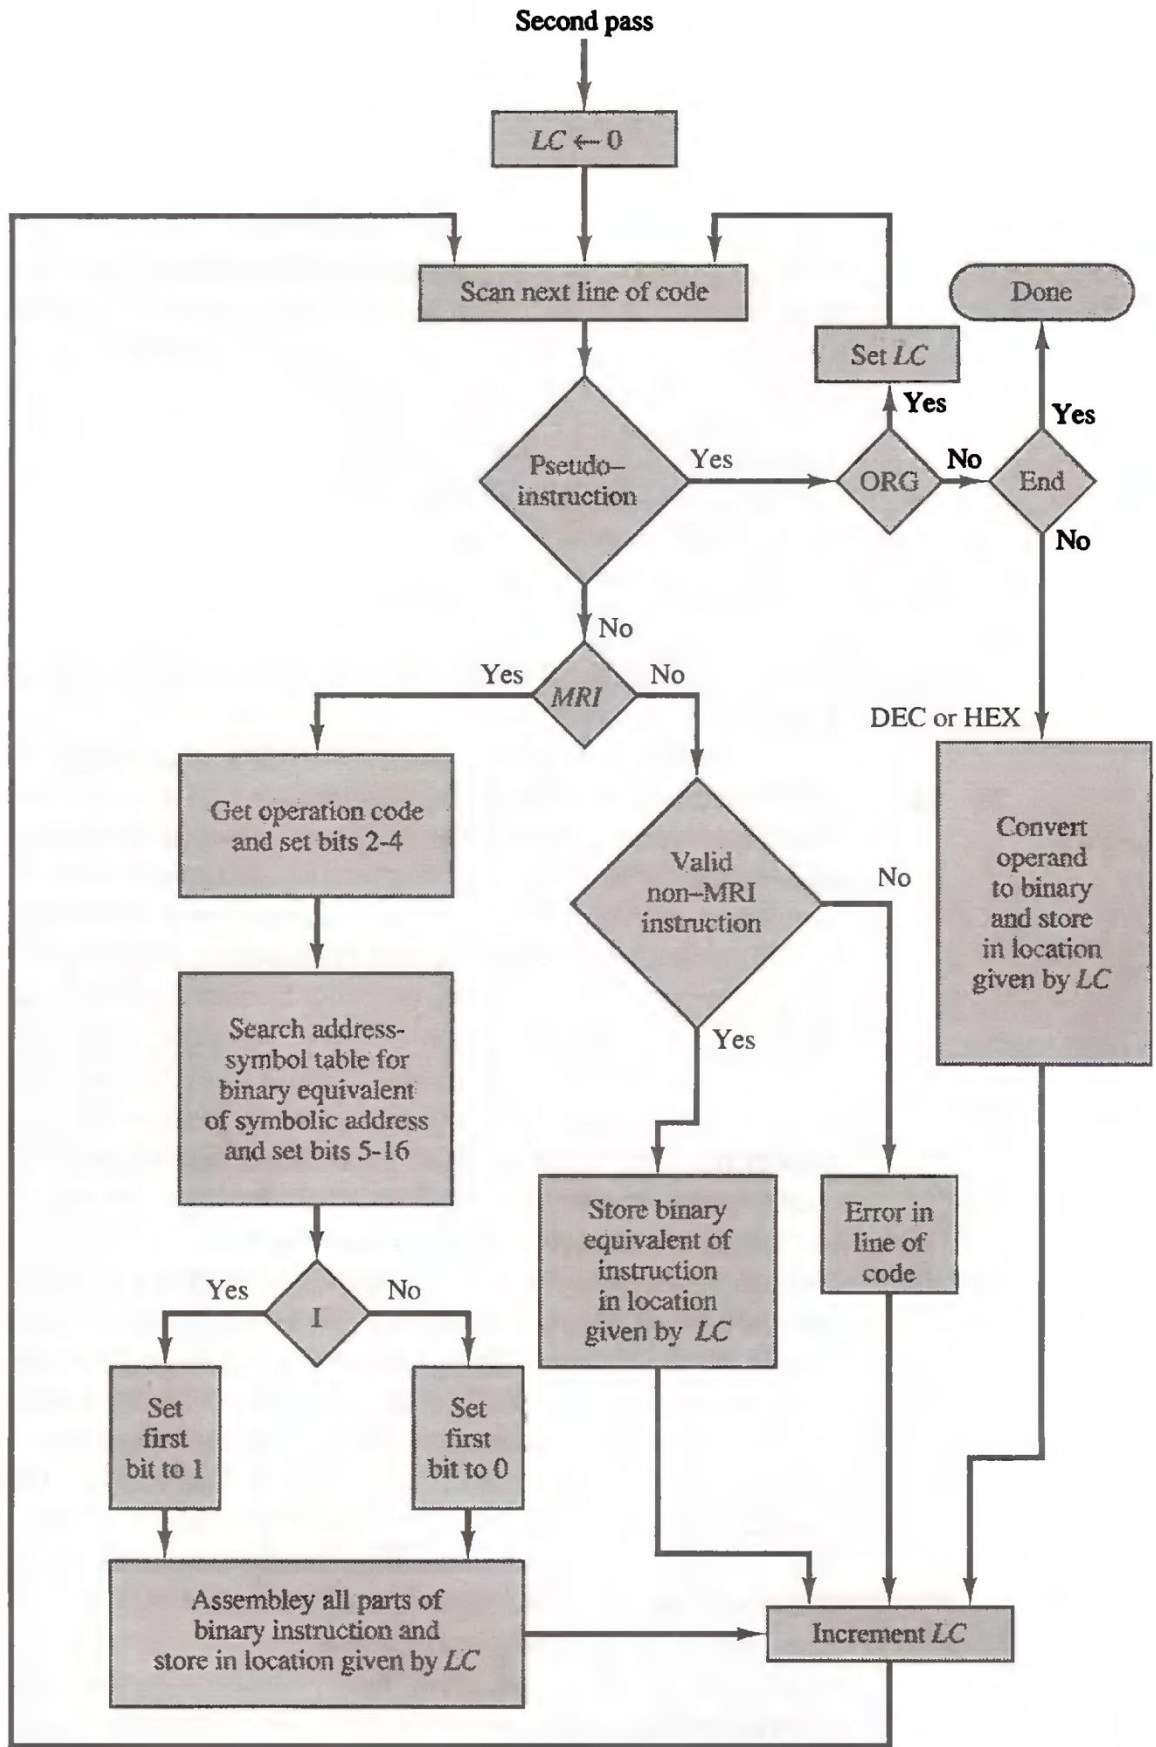 Second pass
LC ← 0
Scan next line of code
Done
Set LC
Yes
Yes
Pseudo–
instruction
Yes
ORG
No
End
No
No
Yes
MRI
No
DEC or HEX
Get operation code
and set bits 2-4
Valid
non–MRI
instruction
No
Convert
operand
to binary
and store
in location
given by LC
Search address-
symbol table for
binary equivalent
of symbolic address
and set bits 5-16
Yes
Store binary
equivalent of
instruction
in location
given by LC
Error in
line of
code
Yes
I
No
Set
first
bit to 1
Set
first
bit to 0
Assembley all parts of
binary instruction and
store in location given by LC
Increment LC